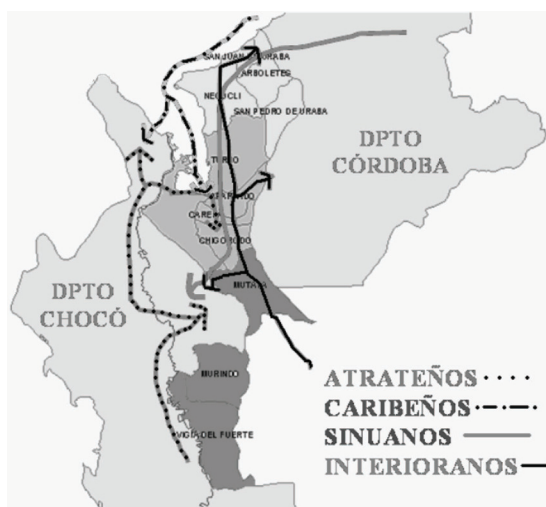 SAN JUAN
URABA
ARBOLETES
NECOCLI
SAN PEDRO DE URABA
DPTO
CÓRDOBA
TURBO
APARTADO
CAREPA
CHIGORODO
DPTO
CHOCÓ
MUTATA
MURINDO
VIGIA DEL FUERTE
ATRATEÑOS
CARIBEÑOS
SINUANOS
INTERIORANOS